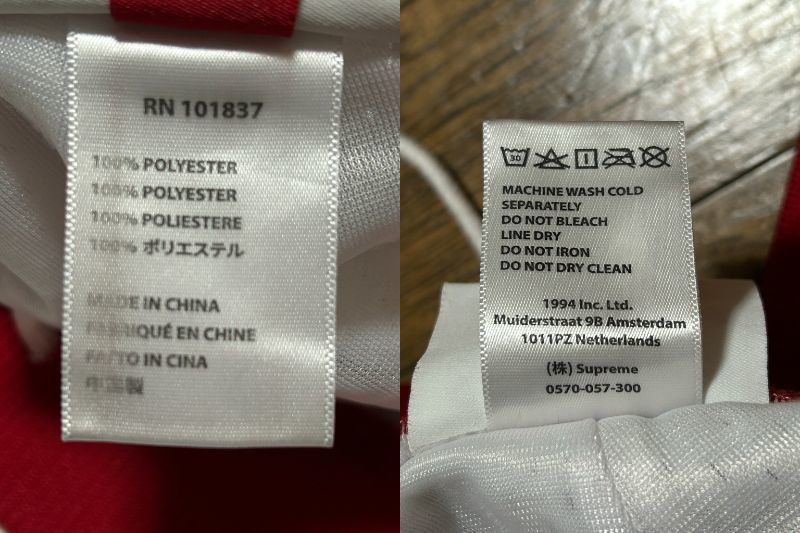 RN 101837
100% POLYESTER
100% POLYESTER
100% POLIESTERE
100% ポリエステル
MADE IN CHINA
FABRIQUÉ EN CHINE
FATTO IN CINA
中国製
30
MACHINE WASH COLD
SEPARATELY
DO NOT BLEACH
LINE DRY
DO NOT IRON
DO NOT DRY CLEAN
1994 Inc. Ltd.
Muiderstraat 9B Amsterdam
1011PZ Netherlands
(株) Supreme
0570-057-300